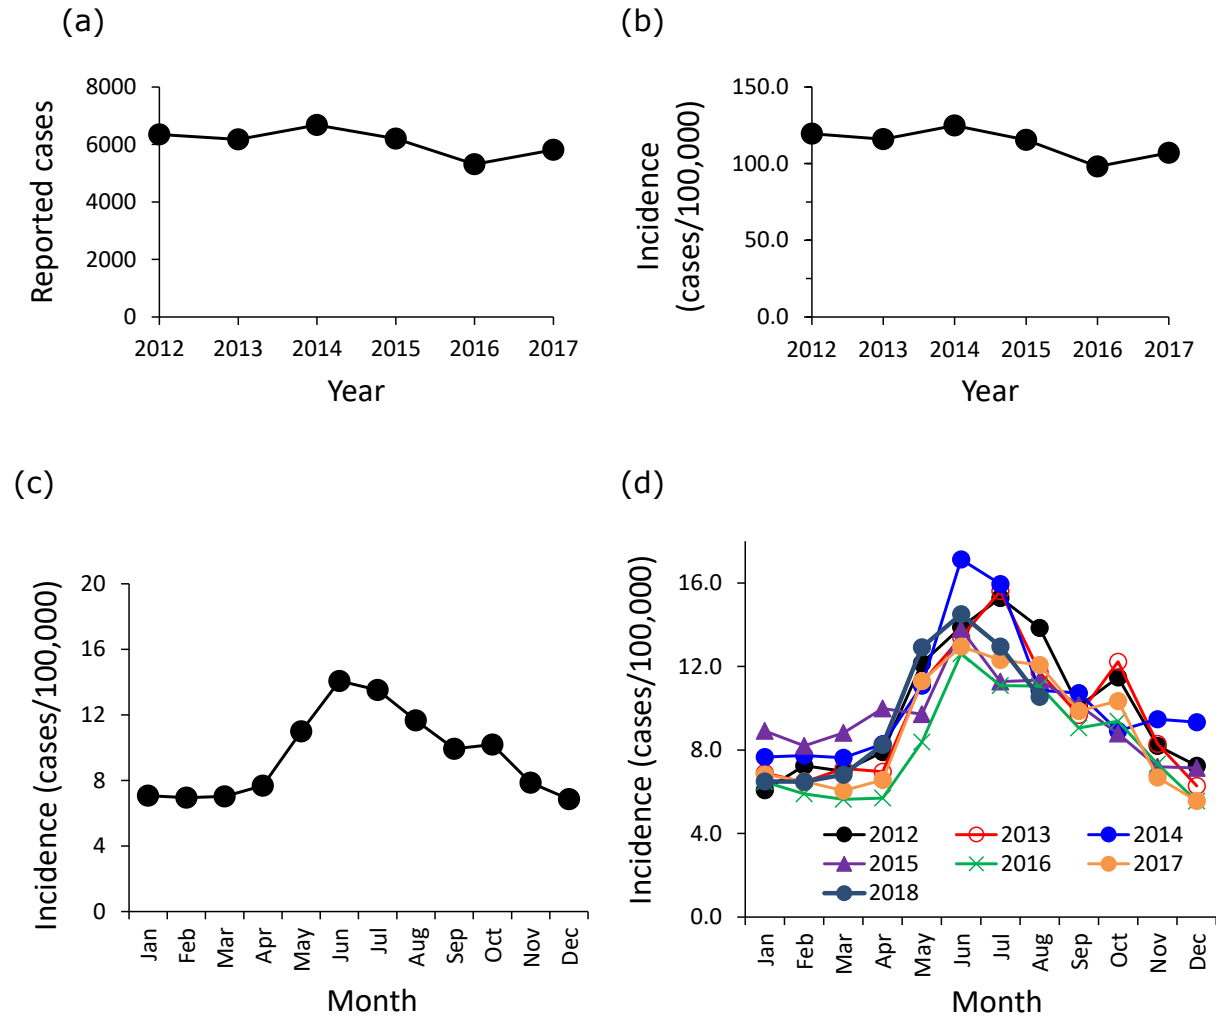 (a)
Reported cases
8000
6000
4000
2000
0
2012 2013 2014 2015 2016 2017
Year
(b)
Incidence
(cases/100,000)
150.0
100.0
50.0
0.0
2012 2013 2014 2015 2016 2017
Year
(c)
Incidence (cases/100,000)
20
16
12
8
4
0
Jan Feb Mar Apr May Jun Jul Aug Sep Oct Nov Dec
Month
(d)
Incidence (cases/100,000)
16.0
12.0
8.0
4.0
0.0
2012 2013 2014
2015 2016 2017
2018
Jan Feb Mar Apr May Jun Jul Aug Sep Oct Nov Dec
Month